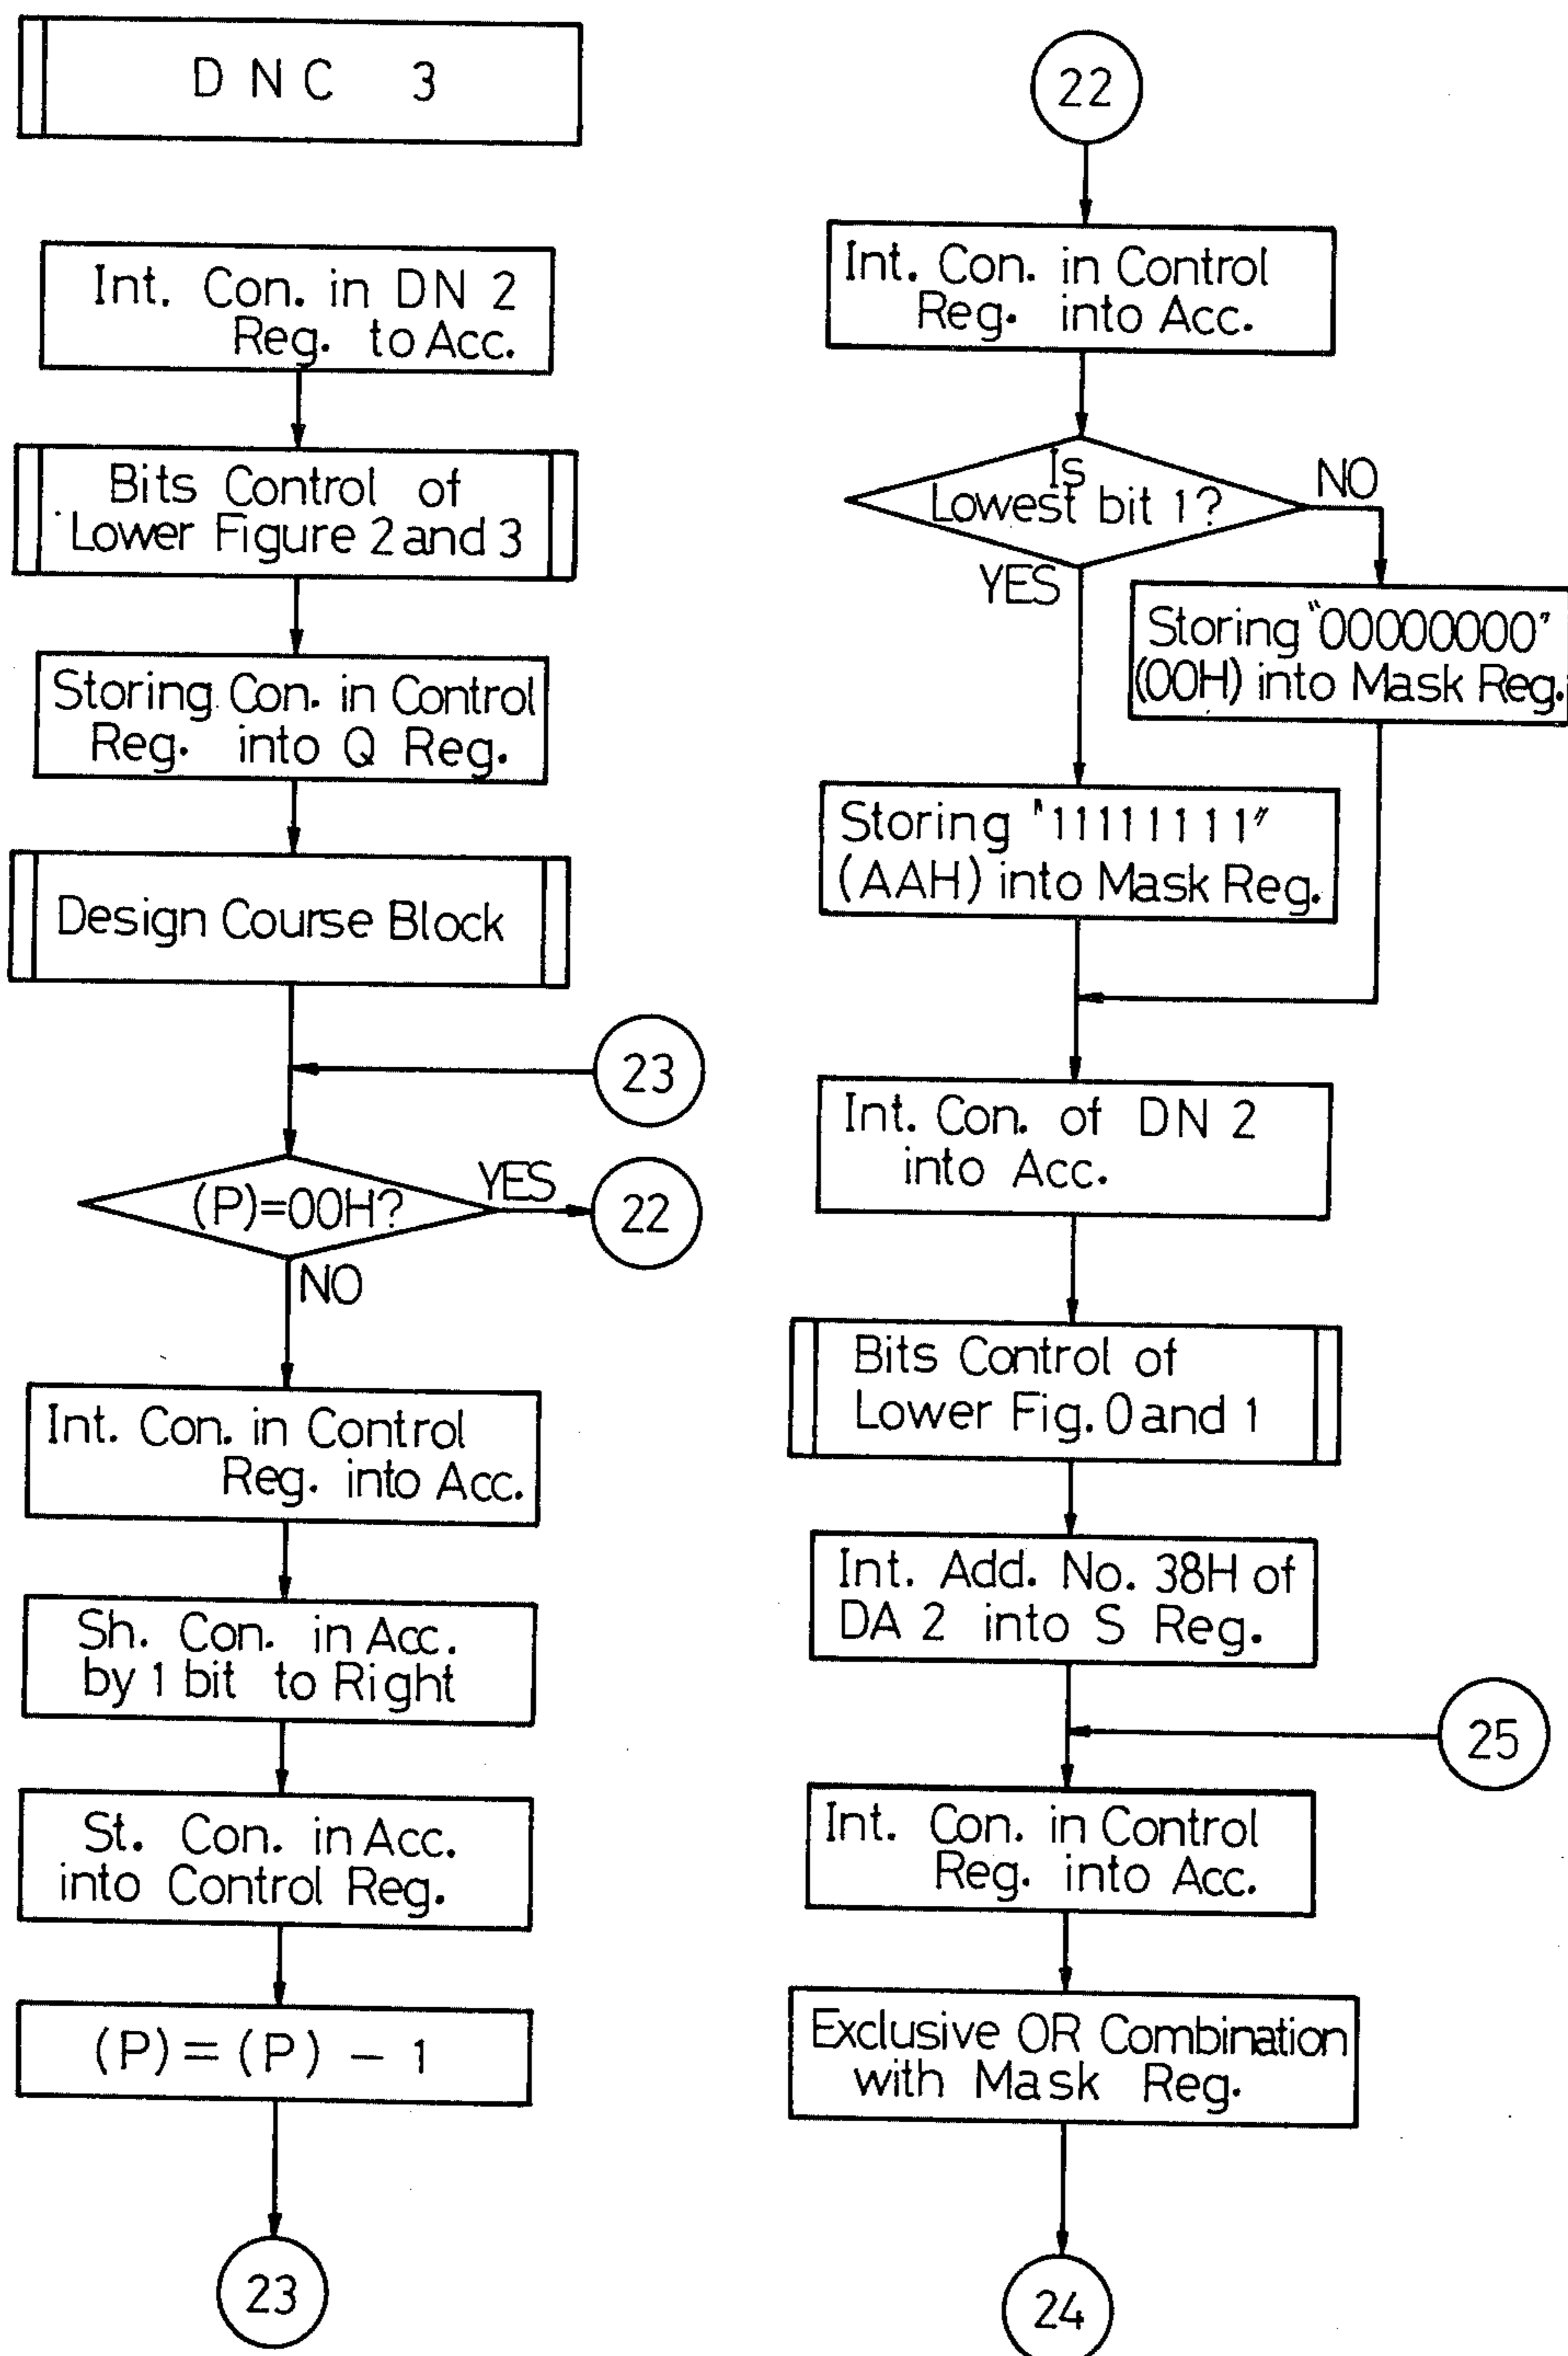 DNC 3
Int. Con. in DN 2
Reg. to Acc.
Bits Control of
Lower Figure 2 and 3
Storing Con. in Control
Reg. into Q Reg.
Design Course Block
23
(P)=00H?
YES
22
NO
Int. Con. in Control
Reg. into Acc.
Sh. Con. in Acc.
by 1 bit to Right
St. Con. in Acc.
into Control Reg.
(P) = (P) - 1
23
22
Int. Con. in Control
Reg. into Acc.
Is
Lowest bit 1?
NO
YES
Storing "00000000"
(00H) into Mask Reg.
Storing "11111111"
(AAH) into Mask Reg.
Int. Con. of DN 2
into Acc.
Bits Control of
Lower Fig. 0 and 1
Int. Add. No. 38H of
DA 2 into S Reg.
25
Int. Con. in Control
Reg. into Acc.
Exclusive OR Combination
with Mask Reg.
24